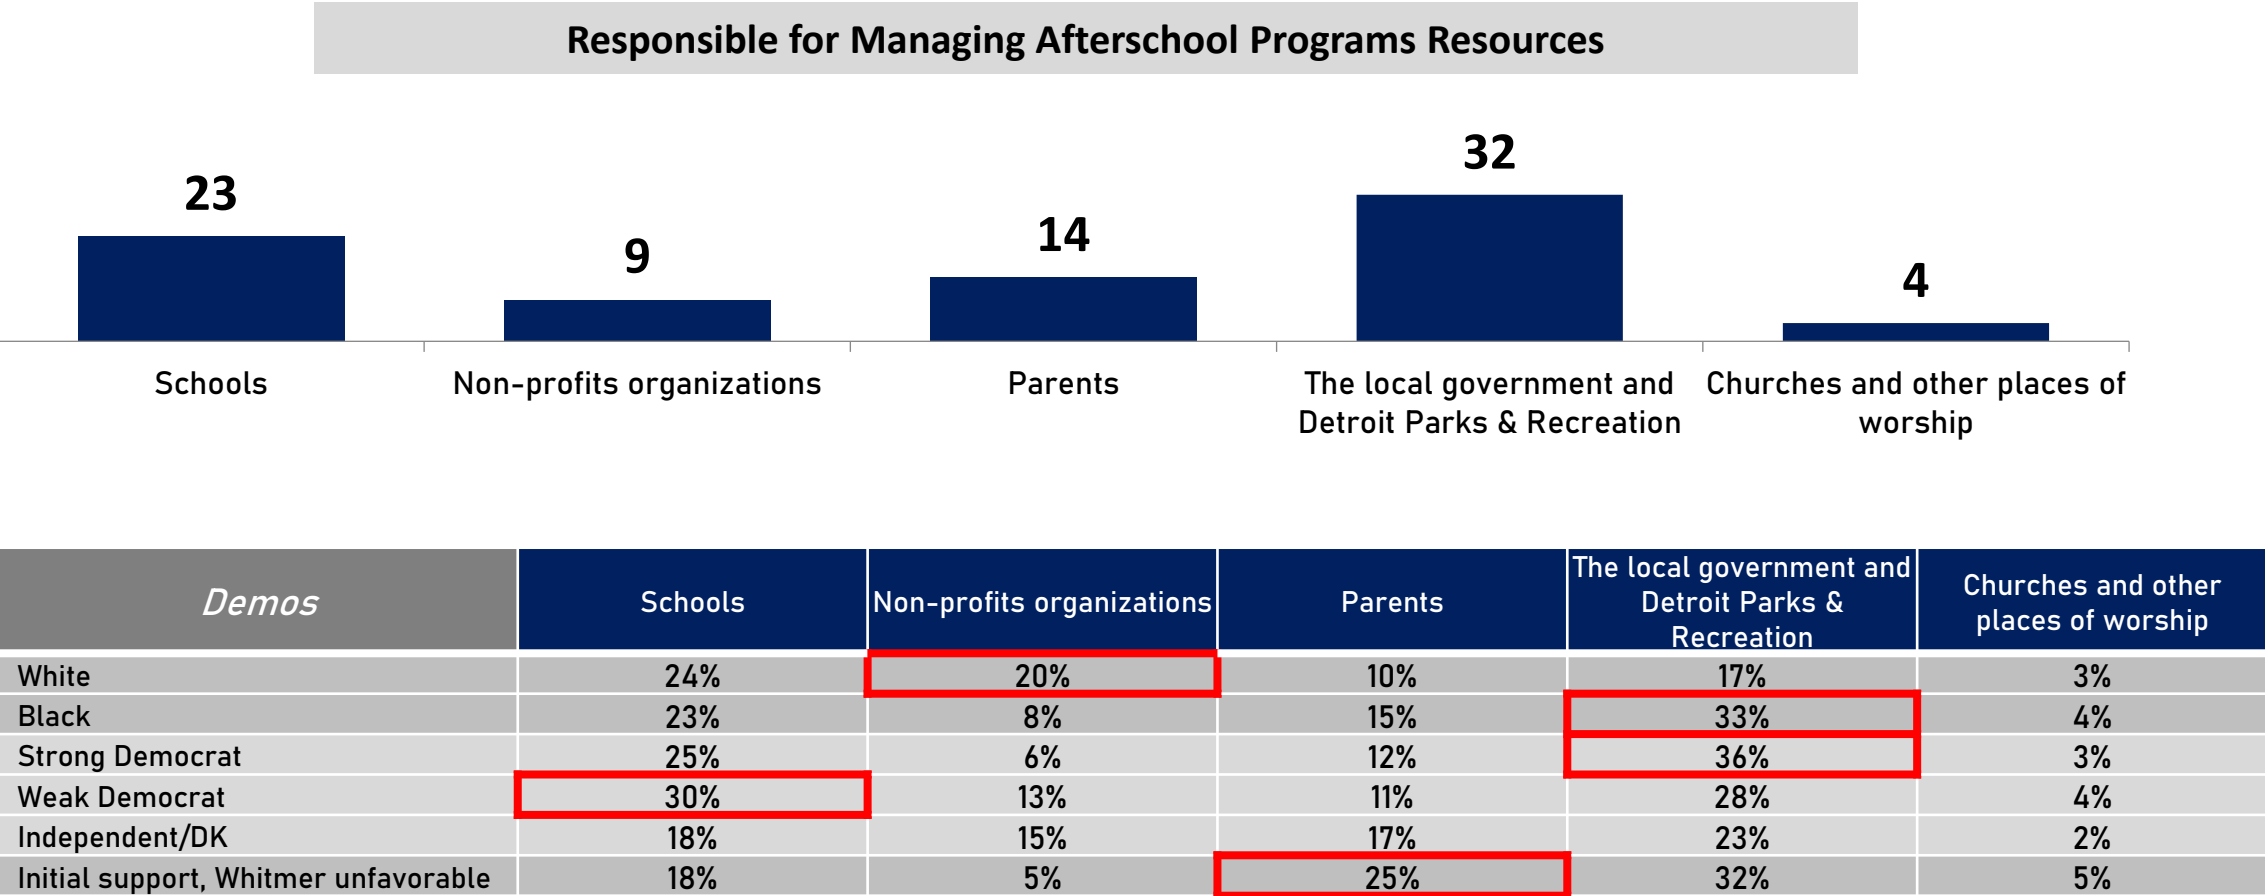 Responsible for Managing Afterschool Programs Resources
23
9
14
32
4
Schools
Non-profits organizations
Parents
The local government and
Detroit Parks & Recreation
Churches and other places of
worship
Demos
Schools
Non-profits organizations
Parents
The local government and
Detroit Parks &
Recreation
Churches and other
places of worship
White 24% 20% 10% 17% 3%
Black 23% 8% 15% 33% 4%
Strong Democrat 25% 6% 12% 36% 3%
Weak Democrat 30% 13% 11% 28% 4%
Independent/DK 18% 15% 17% 23% 2%
Initial support, Whitmer unfavorable 18% 5% 25% 32% 5%